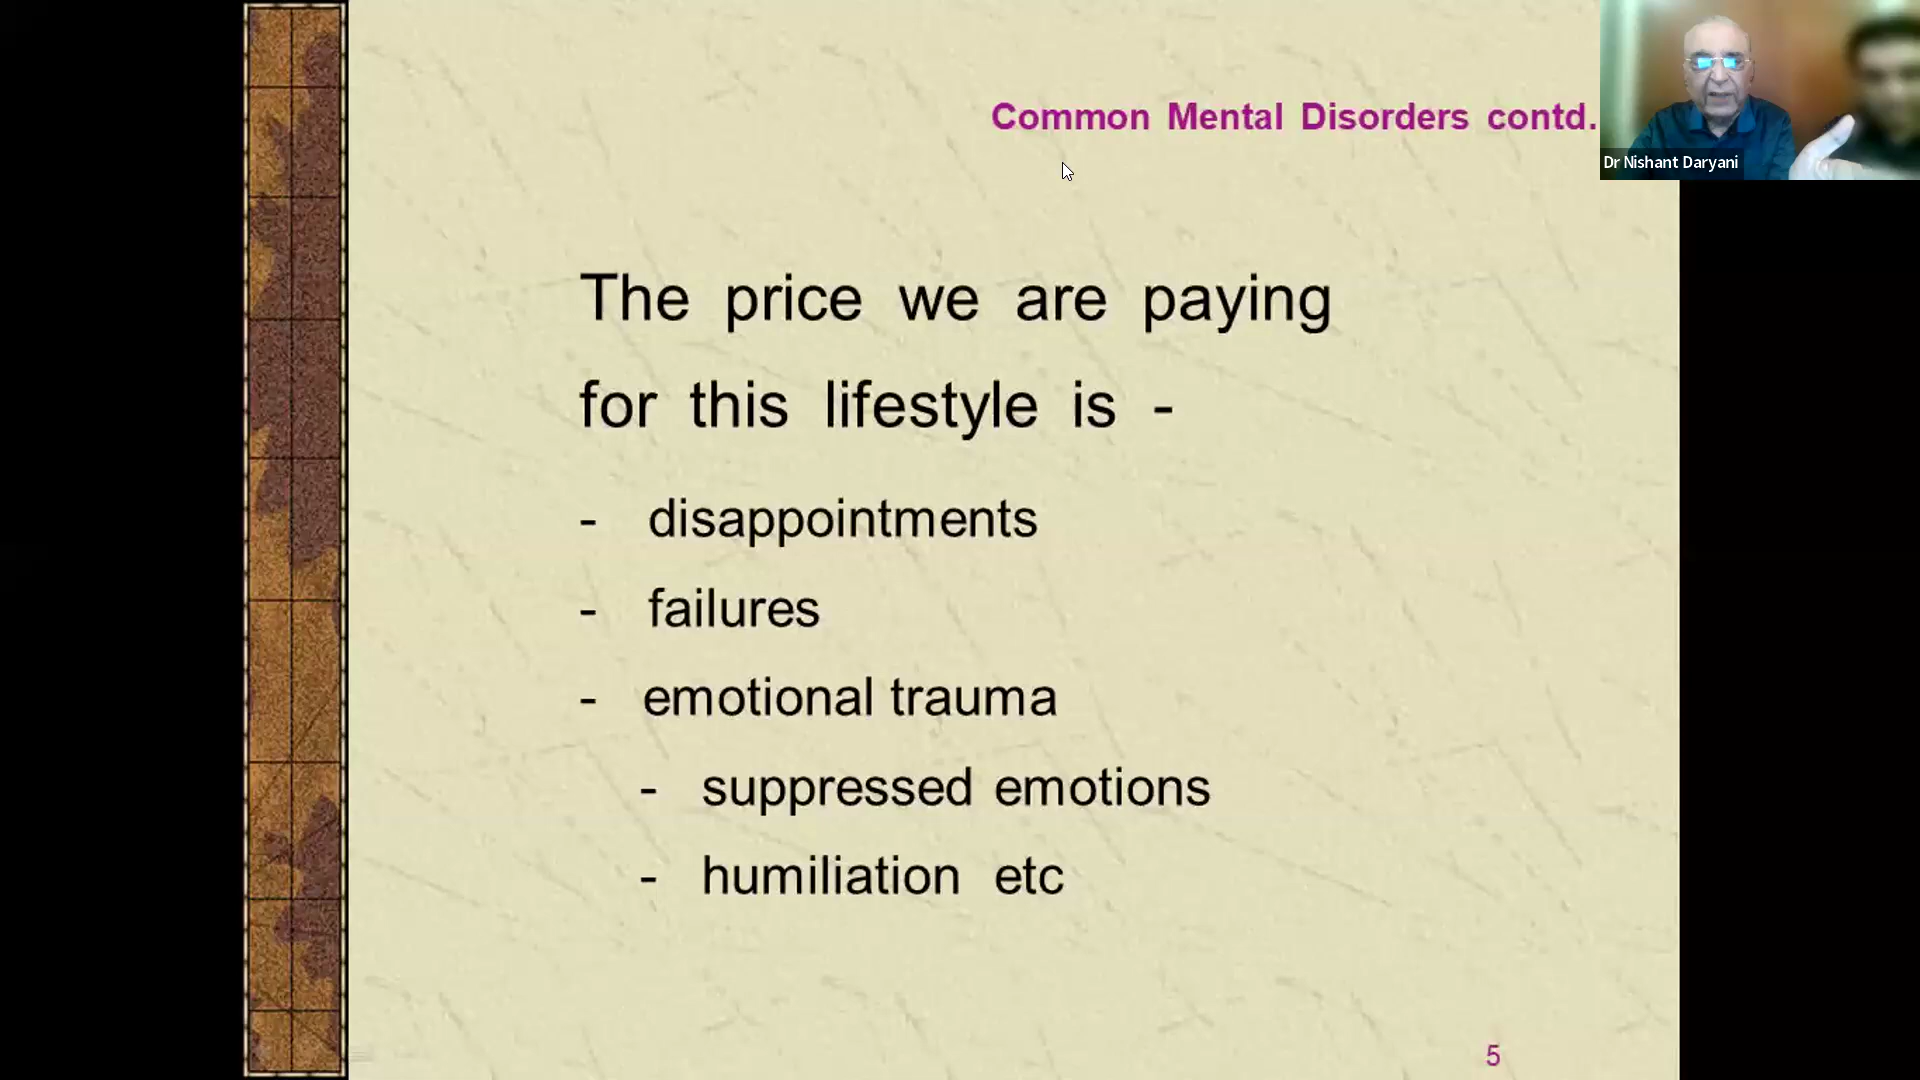 Common Mental Disorders contd.
Dr Nishant Daryani
The price we are paying
for this lifestyle is -
- disappointments
- failures
- emotional trauma
- suppressed emotions
- humiliation etc
5